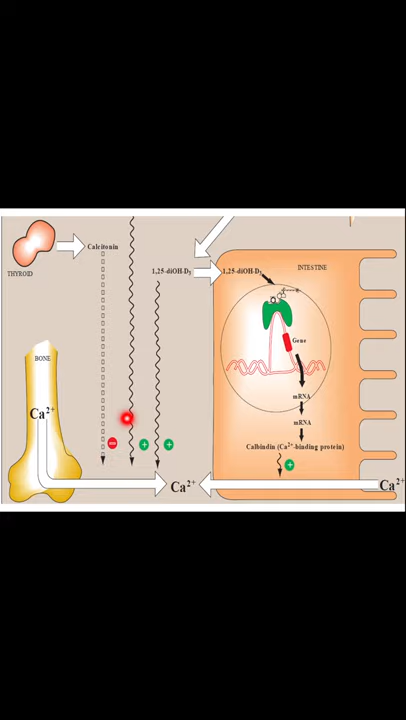 Calcitonin
THYROID
1,25-diOH-D₃
1,25-diOH-D₃
INTESTINE
Gene
BONE
Ca²⁺
mRNA
mRNA
Calbindin (Ca²⁺-binding protein)
− + +
+
Ca²⁺
Ca²⁺